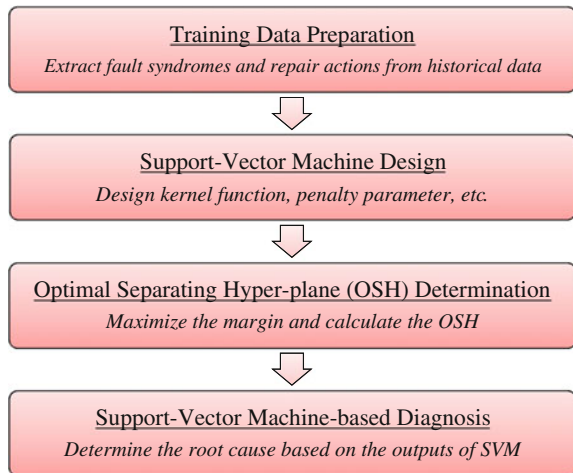 Training Data Preparation
Extract fault syndromes and repair actions from historical data
Support-Vector Machine Design
Design kernel function, penalty parameter, etc.
Optimal Separating Hyper-plane (OSH) Determination
Maximize the margin and calculate the OSH
Support-Vector Machine-based Diagnosis
Determine the root cause based on the outputs of SVM